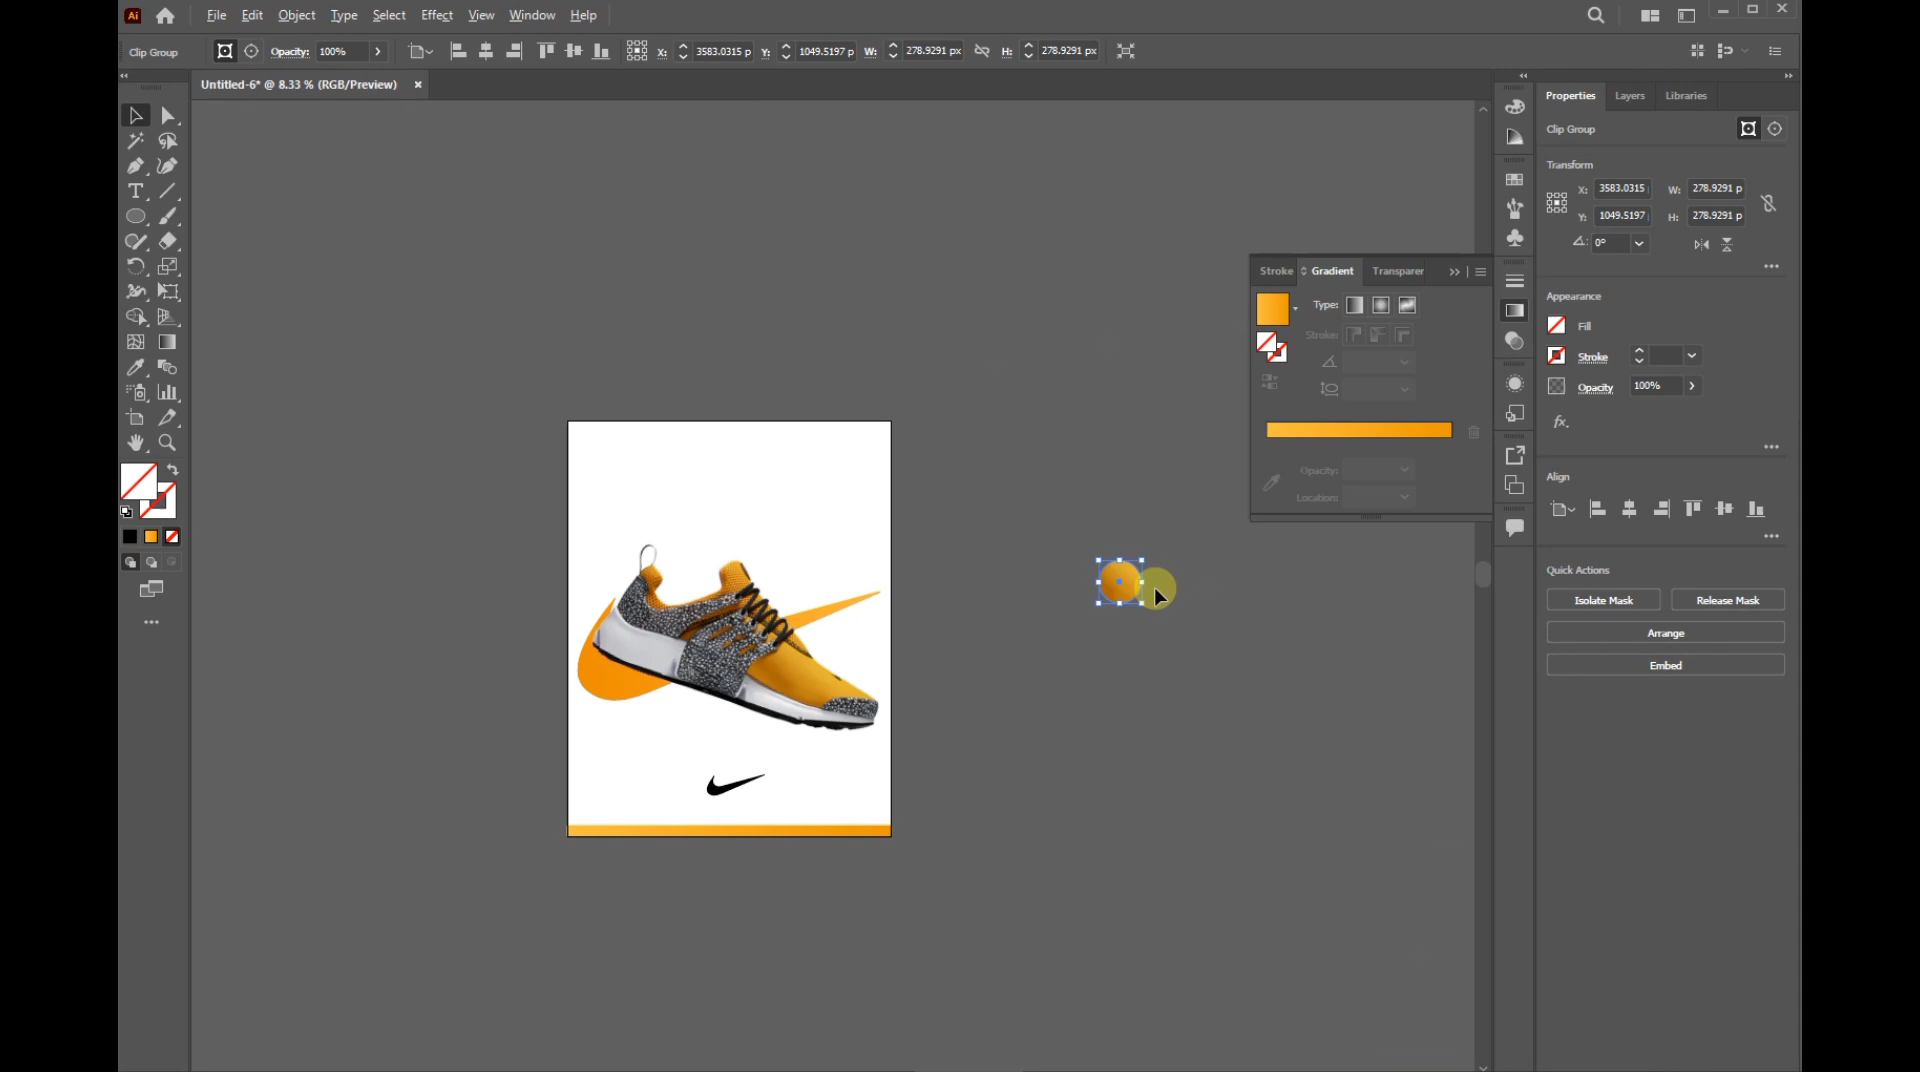 Ai File Edit Object Type Select Effect View Window Help
Clip Group Opacity: 100% X: 3583.0315 p Y: 1049.5197 p W: 278.9291 px H: 278.9291 px
Untitled-6* @ 8.33 % (RGB/Preview) ×
Properties Layers Libraries
Clip Group
Transform
X: 3583.0315 W: 278.9291 p
Y: 1049.5197 H: 278.9291 p
0°
Stroke Gradient Transparer
Type:
Stroke:
Opacity:
Location:
Appearance
Fill
Stroke
Opacity 100%
fx.
Align
Quick Actions
Isolate Mask Release Mask
Arrange
Embed